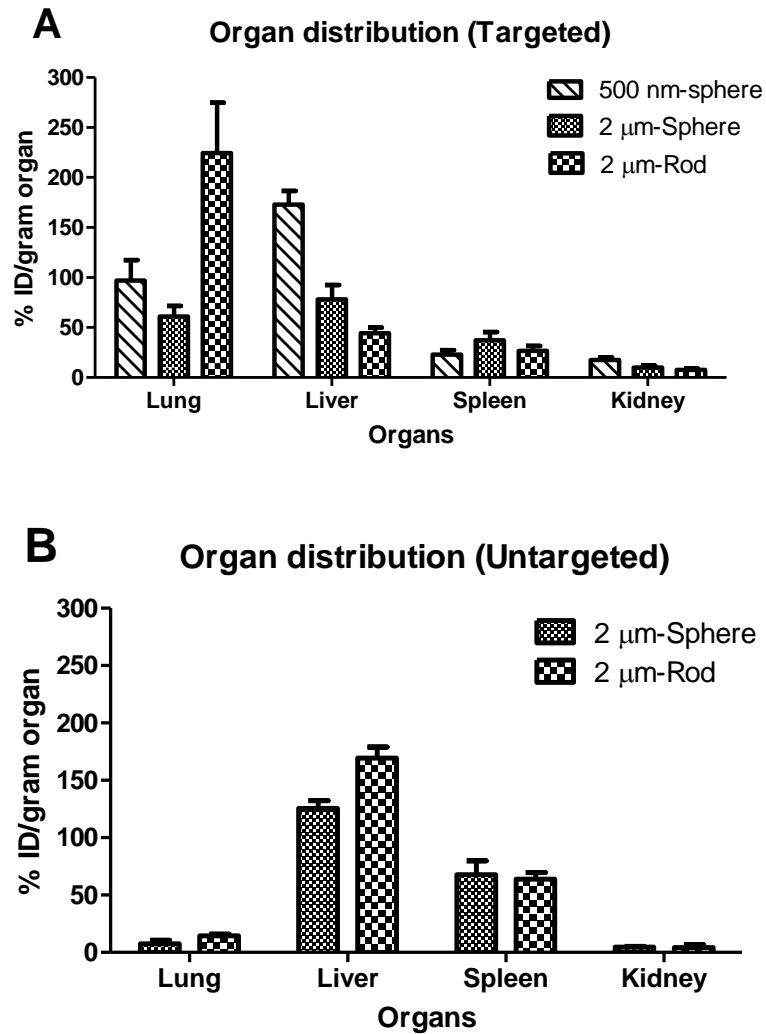 A
Organ distribution (Targeted)
% ID/gram organ
300
250
200
150
100
50
0
500 nm-sphere
2 μm-Sphere
2 μm-Rod
Lung Liver Spleen Kidney
Organs
B
Organ distribution (Untargeted)
% ID/gram organ
300
250
200
150
100
50
0
2 μm-Sphere
2 μm-Rod
Lung Liver Spleen Kidney
Organs